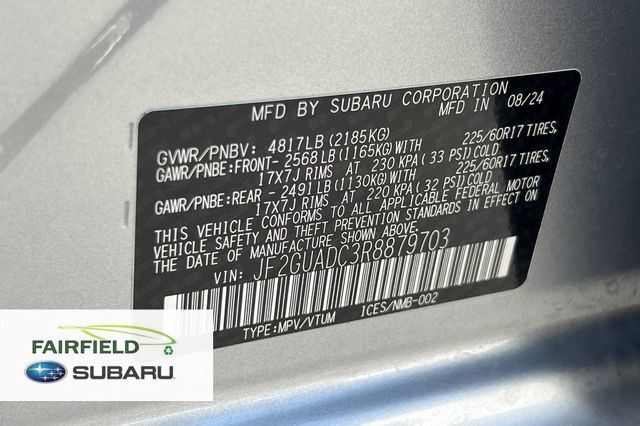 MFD BY SUBARU CORPORATION
MFD IN 08/24
GVWR/PNBV: 4817LB (2185KG)
GAWR/PNBE:FRONT- 2568LB (1165KG) WITH 225/60R17 TIRES,
17X7J RIMS AT 230 KPA (33 PSI) COLD
GAWR/PNBE:REAR - 2491LB (1130KG) WITH 225/60R17 TIRES,
17X7J RIMS AT 220 KPA (32 PSI) COLD
THIS VEHICLE CONFORMS TO ALL APPLICABLE FEDERAL MOTOR
VEHICLE SAFETY AND THEFT PREVENTION STANDARDS IN EFFECT ON
THE DATE OF MANUFACTURE SHOWN ABOVE.
VIN: JF2GUADC3R8879703
TYPE:MPV/VTUM ICES/NMB-002
FAIRFIELD
SUBARU